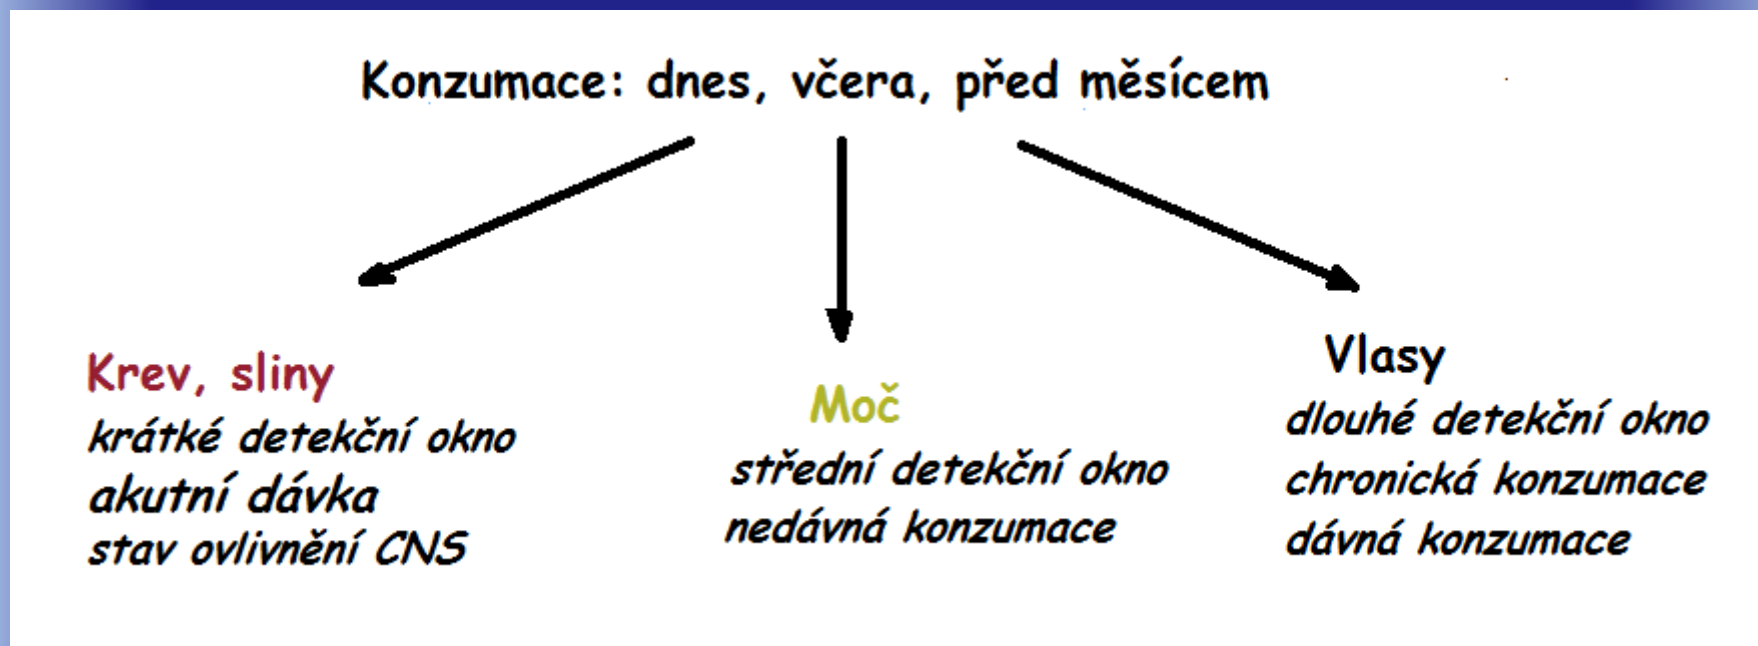 Konzumace: dnes, včera, před měsícem
Krev, sliny
krátké detekční okno
akutní dávka
stav ovlivnění CNS
Moč
střední detekční okno
nedávná konzumace
Vlasy
dlouhé detekční okno
chronická konzumace
dávná konzumace